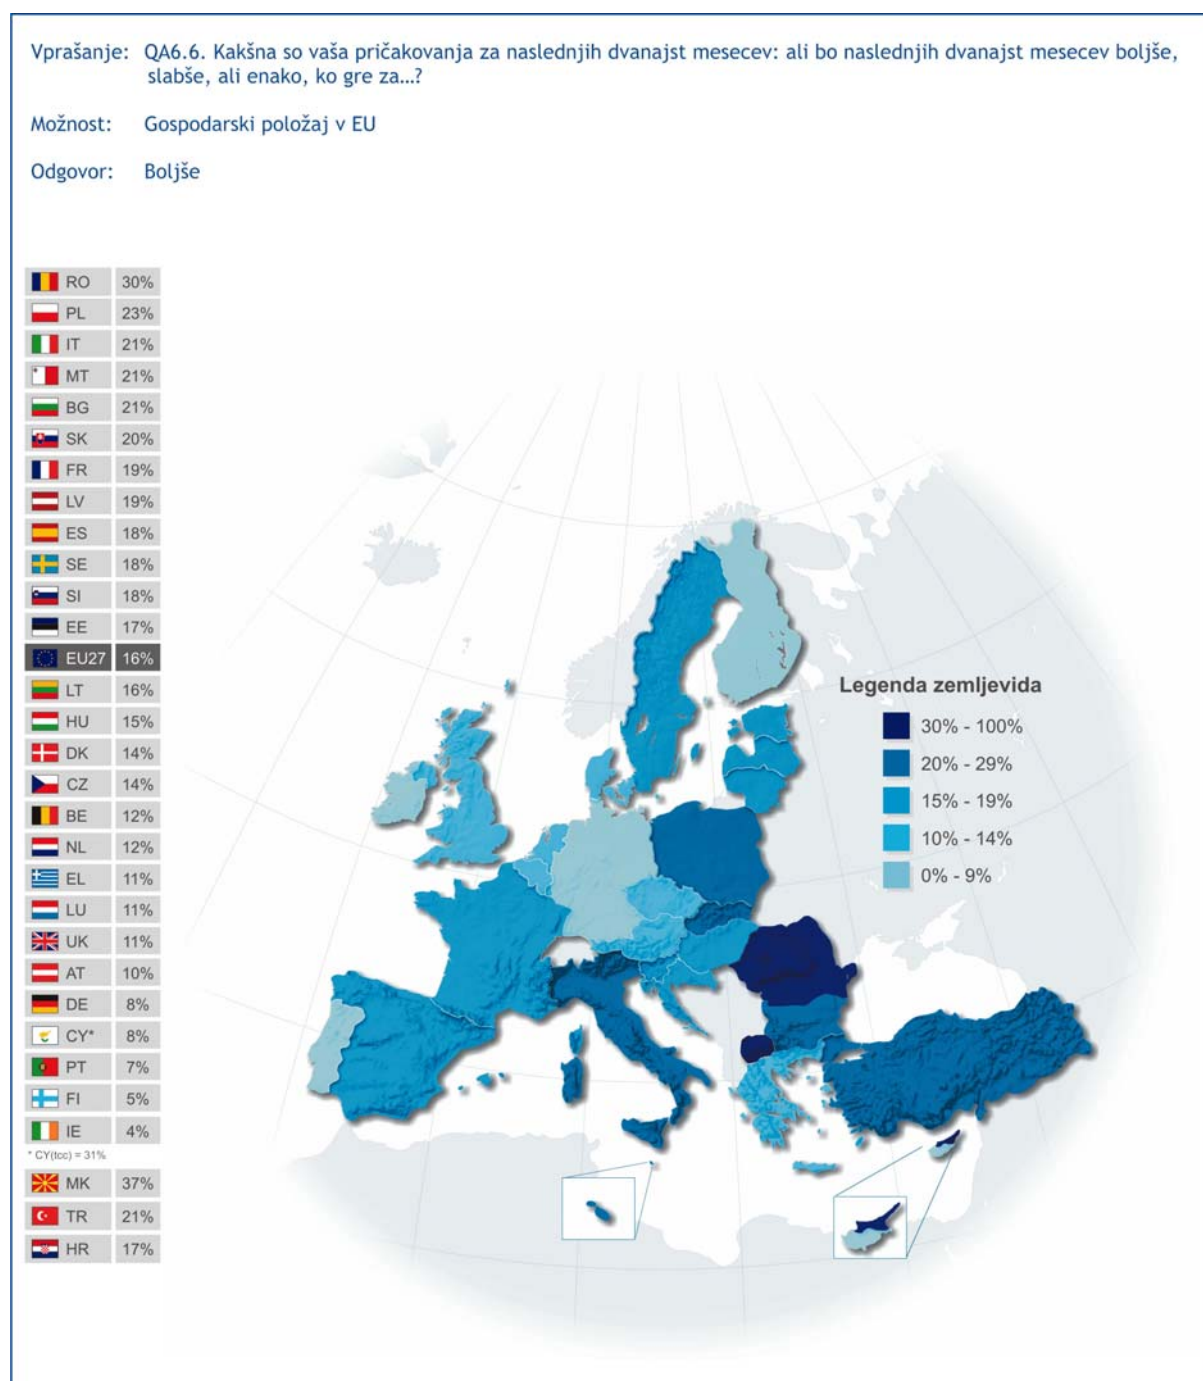 Vprašanje: QA6.6. Kakšna so vaša pričakovanja za naslednjih dvanajst mesecev: ali bo naslednjih dvanajst mesecev boljše,
slabše, ali enako, ko gre za...?
Možnost: Gospodarski položaj v EU
Odgovor: Boljše
RO 30%
PL 23%
IT 21%
MT 21%
BG 21%
SK 20%
FR 19%
LV 19%
ES 18%
SE 18%
SI 18%
EE 17%
EU27 16%
LT 16%
HU 15%
DK 14%
CZ 14%
BE 12%
NL 12%
EL 11%
LU 11%
UK 11%
AT 10%
DE 8%
CY* 8%
PT 7%
FI 5%
IE 4%
* CY(tcc) = 31%
MK 37%
TR 21%
HR 17%
Legenda zemljevida
30% - 100%
20% - 29%
15% - 19%
10% - 14%
0% - 9%